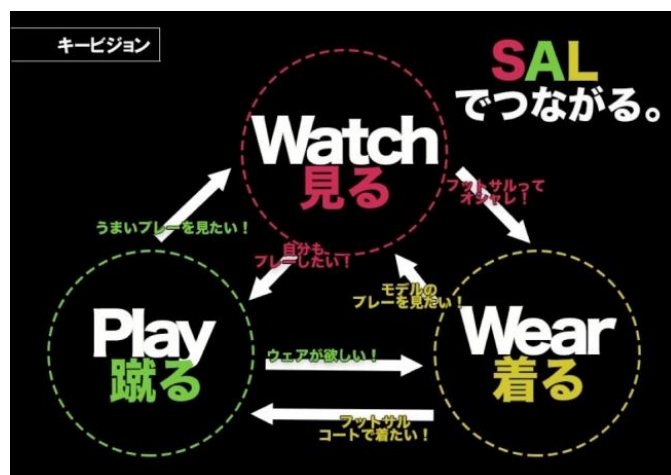 キービジョン
SAL
でつながる。
Watch
見る
フットサルって
オシャレ！
うまいプレーを見たい！
自分も
プレーしたい！
モデルの
プレーを見たい！
Play
蹴る
Wear
着る
ウェアが欲しい！
フットサル
コートで着たい！